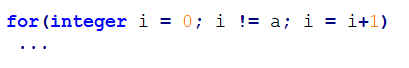 for(integer i = 0; i != a; i = i+1)
...